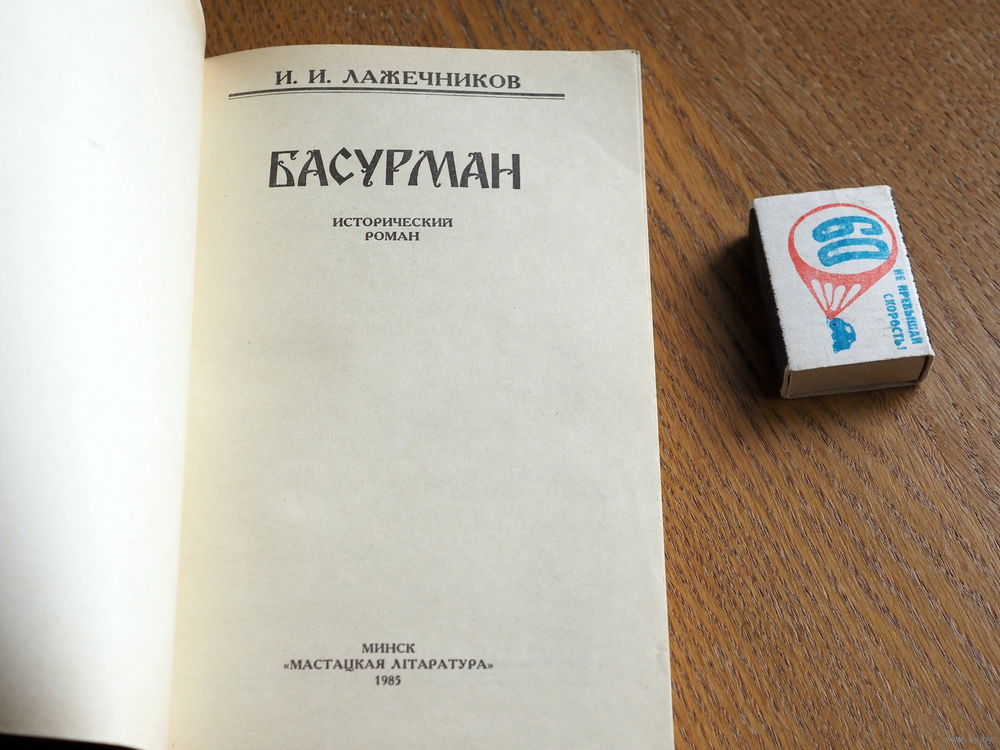 И. И. ЛАЖЕЧНИКОВ
БАСУРМАН
ИСТОРИЧЕСКИЙ
РОМАН
МИНСК
«МАСТАЦКАЯ ЛІТАРАТУРА»
1985
60
НЕ ПРЕВЫШАЙ
СКОРОСТЬ!